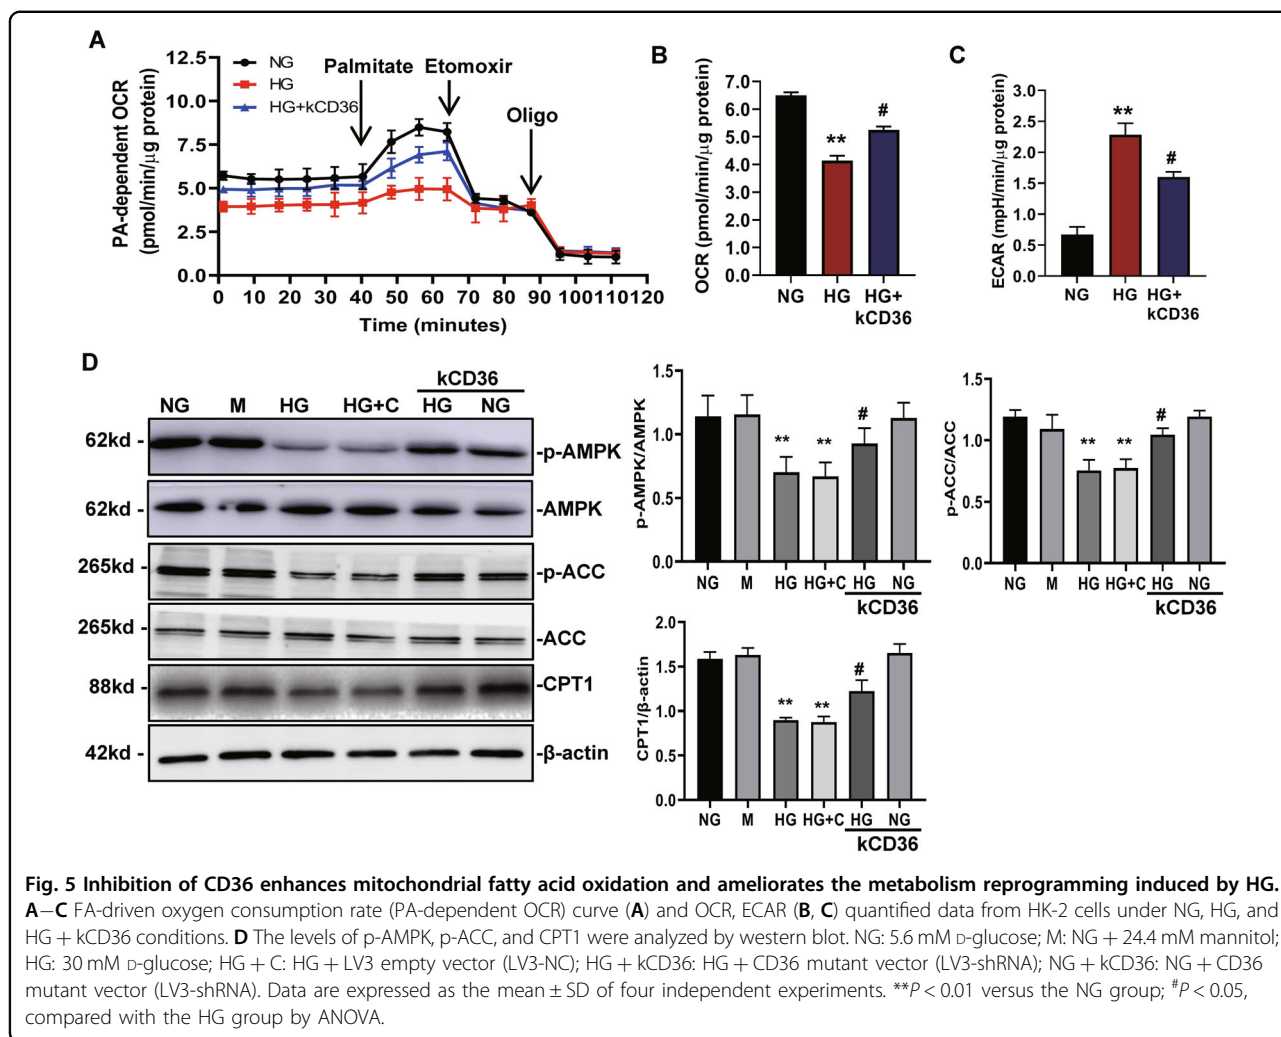 A
PA-dependent OCR
(pmol/min/μg protein)
12.5
10.0
7.5
5.0
2.5
0.0
NG
HG
HG+kCD36
Palmitate
Etomoxir
Oligo
0 10 20 30 40 50 60 70 80 90 100 110 120
Time (minutes)
B
OCR (pmol/min/μg protein)
7.0
6.0
5.0
4.0
3.0
2.0
1.0
0.0
**
#
NG HG HG+
kCD36
C
ECAR (mpH/min/μg protein)
3.0
2.5
2.0
1.5
1.0
0.5
0.0
**
#
NG HG HG+
kCD36
D
kCD36
NG M HG HG+C HG NG
62kd - -p-AMPK
62kd - -AMPK
265kd - -p-ACC
265kd - -ACC
88kd - -CPT1
42kd - -β-actin
p-AMPK/AMPK
1.5
1.0
0.5
0.0
** ** #
NG M HG HG+C HG NG
kCD36
p-ACC/ACC
1.5
1.0
0.5
0.0
** ** #
NG M HG HG+C HG NG
kCD36
CPT1/β-actin
2.0
1.5
1.0
0.5
0.0
** ** #
NG M HG HG+C HG NG
kCD36
Fig. 5 Inhibition of CD36 enhances mitochondrial fatty acid oxidation and ameliorates the metabolism reprogramming induced by HG.
A–C FA-driven oxygen consumption rate (PA-dependent OCR) curve (A) and OCR, ECAR (B, C) quantified data from HK-2 cells under NG, HG, and
HG + kCD36 conditions. D The levels of p-AMPK, p-ACC, and CPT1 were analyzed by western blot. NG: 5.6 mM D-glucose; M: NG + 24.4 mM mannitol;
HG: 30 mM D-glucose; HG + C: HG + LV3 empty vector (LV3-NC); HG + kCD36: HG + CD36 mutant vector (LV3-shRNA); NG + kCD36: NG + CD36
mutant vector (LV3-shRNA). Data are expressed as the mean ± SD of four independent experiments. **P < 0.01 versus the NG group; #P < 0.05,
compared with the HG group by ANOVA.